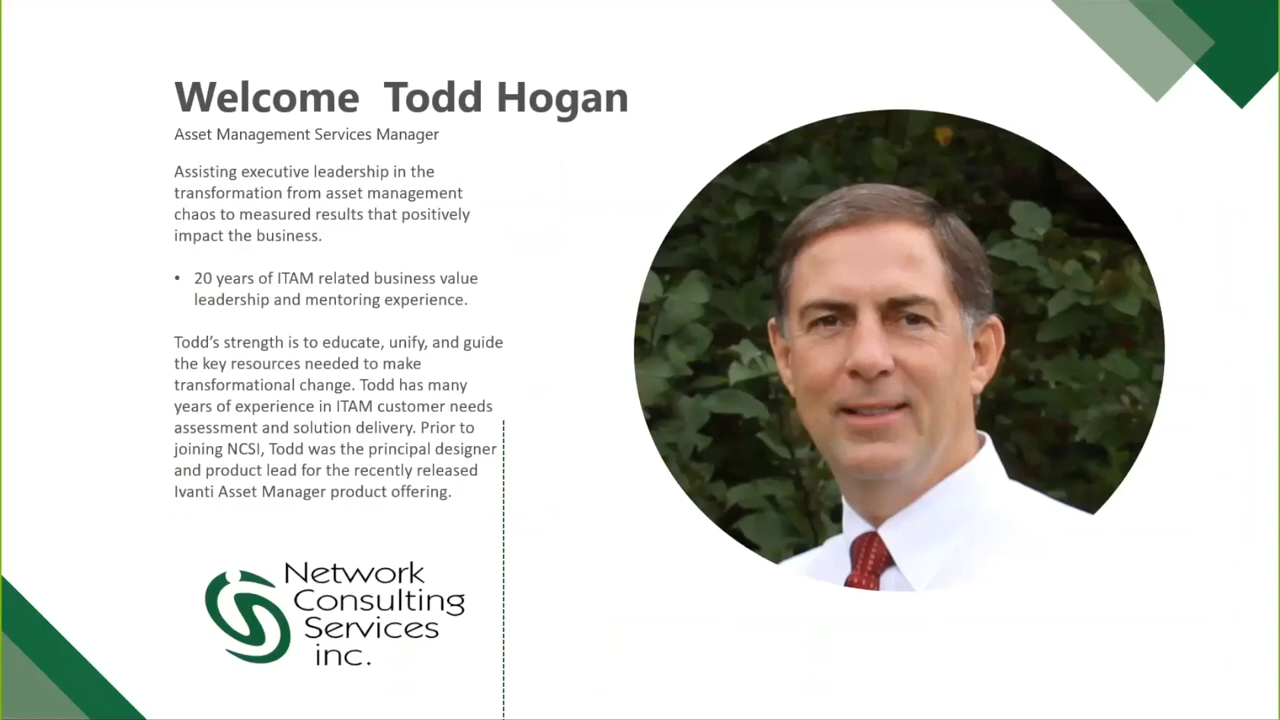 Welcome  Todd Hogan
Asset Management Services Manager
Assisting executive leadership in the
transformation from asset management
chaos to measured results that positively
impact the business.
• 20 years of ITAM related business value
leadership and mentoring experience.
Todd’s strength is to educate, unify, and guide
the key resources needed to make
transformational change. Todd has many
years of experience in ITAM customer needs
assessment and solution delivery. Prior to
joining NCSI, Todd was the principal designer
and product lead for the recently released
Ivanti Asset Manager product offering.
Network
Consulting
Services
inc.